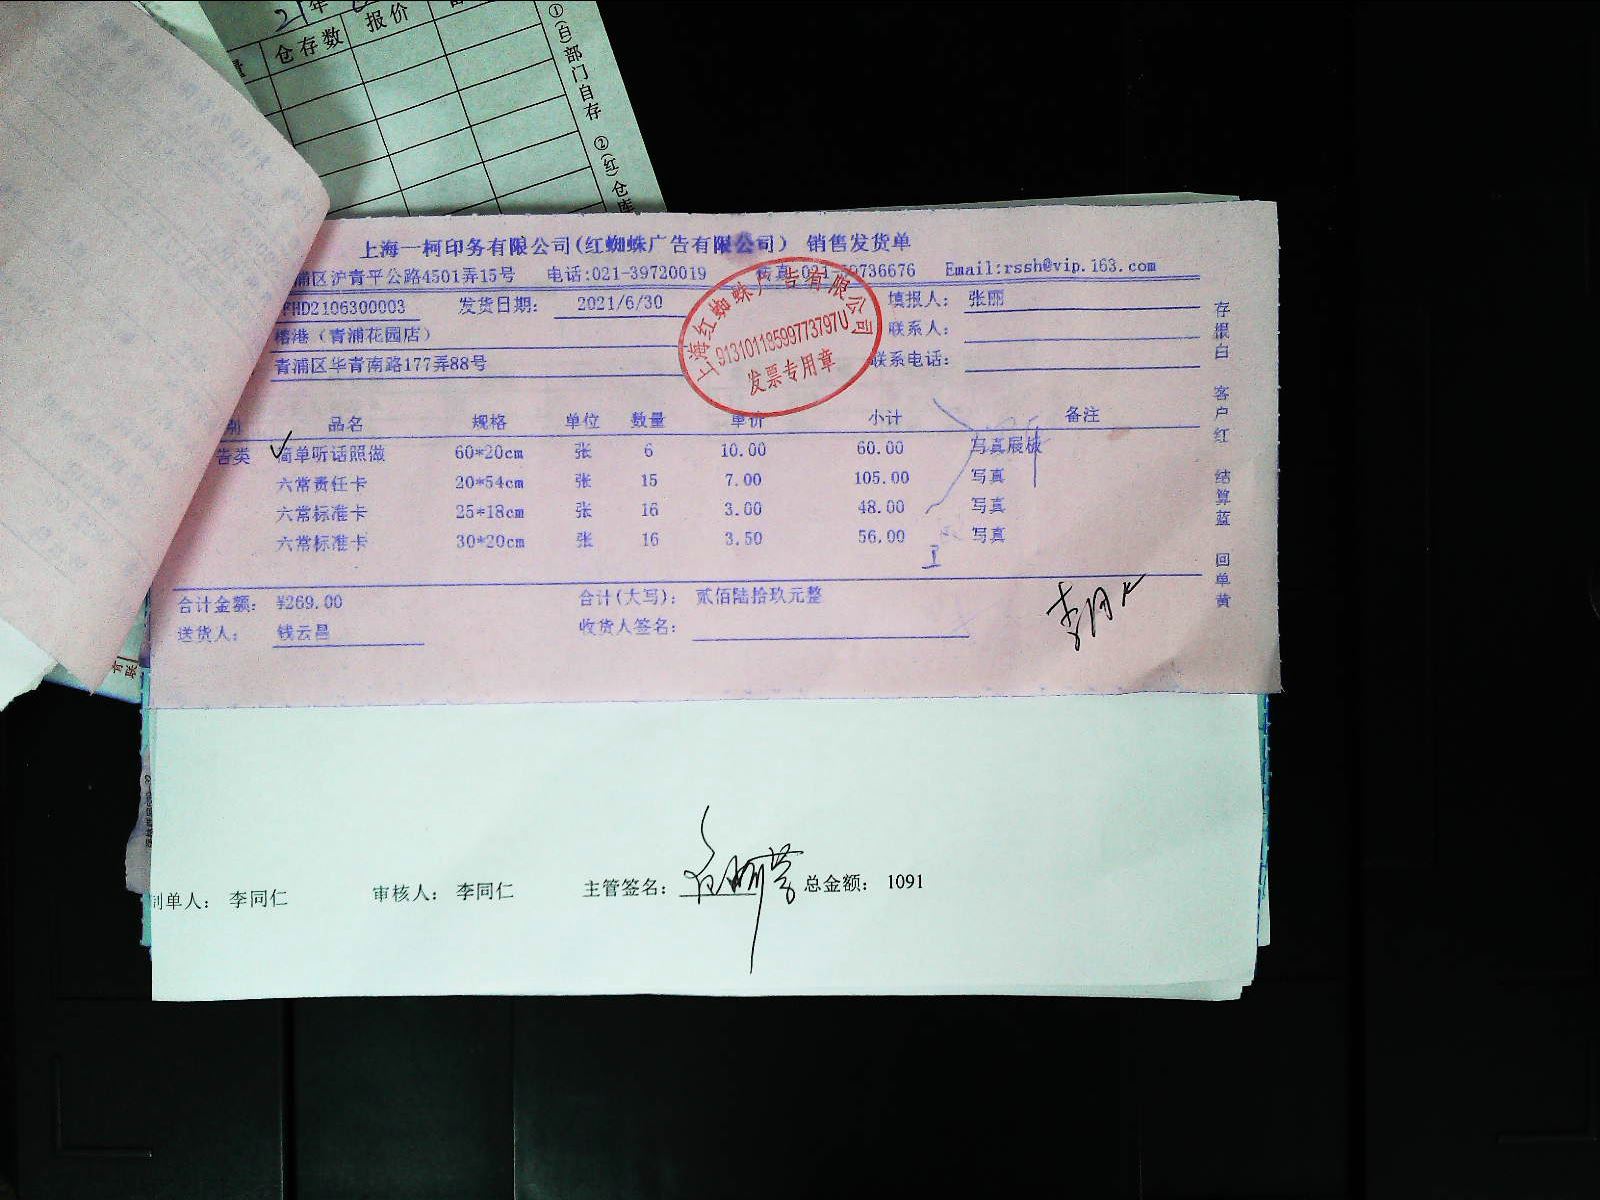 21年
量 仓存数 报价
①(白)部门自存 ②(红)仓库
上海一柯印务有限公司(红蜘蛛广告有限公司) 销售发货单
浦区沪青平公路4501弄15号 电话:021-39720019 传真:021-59736676 Email:rssh@vip.163.com
FHD2106300003 发货日期: 2021/6/30 填报人: 张丽
榕港（青浦花园店） 联系人:
青浦区华青南路177弄88号 联系电话:
上海红蜘蛛广告有限公司
91310118599773797U
发票专用章
别 品名 规格 单位 数量 单价 小计 备注
告类 简单听话照做 60*20cm 张 6 10.00 60.00 写真展板
六常责任卡 20*54cm 张 15 7.00 105.00 写真
六常标准卡 25*18cm 张 16 3.00 48.00 写真
六常标准卡 30*20cm 张 16 3.50 56.00 写真
合计金额: ¥269.00 合计(大写): 贰佰陆拾玖元整
送货人: 钱云昌 收货人签名:
存根白 客户红 结算蓝 回单黄
制单人: 李同仁 审核人: 李同仁 主管签名: 总金额: 1091